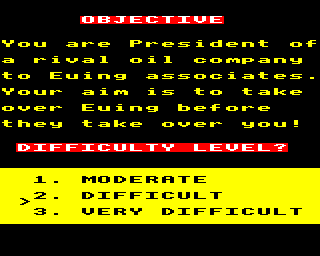 OBJECTIVE
You are President of
a rival oil company
to Euing associates.
Your aim is to take
over Euing before
they take over you!
DIFFICULTY LEVEL?
1. MODERATE
>2. DIFFICULT
3. VERY DIFFICULT